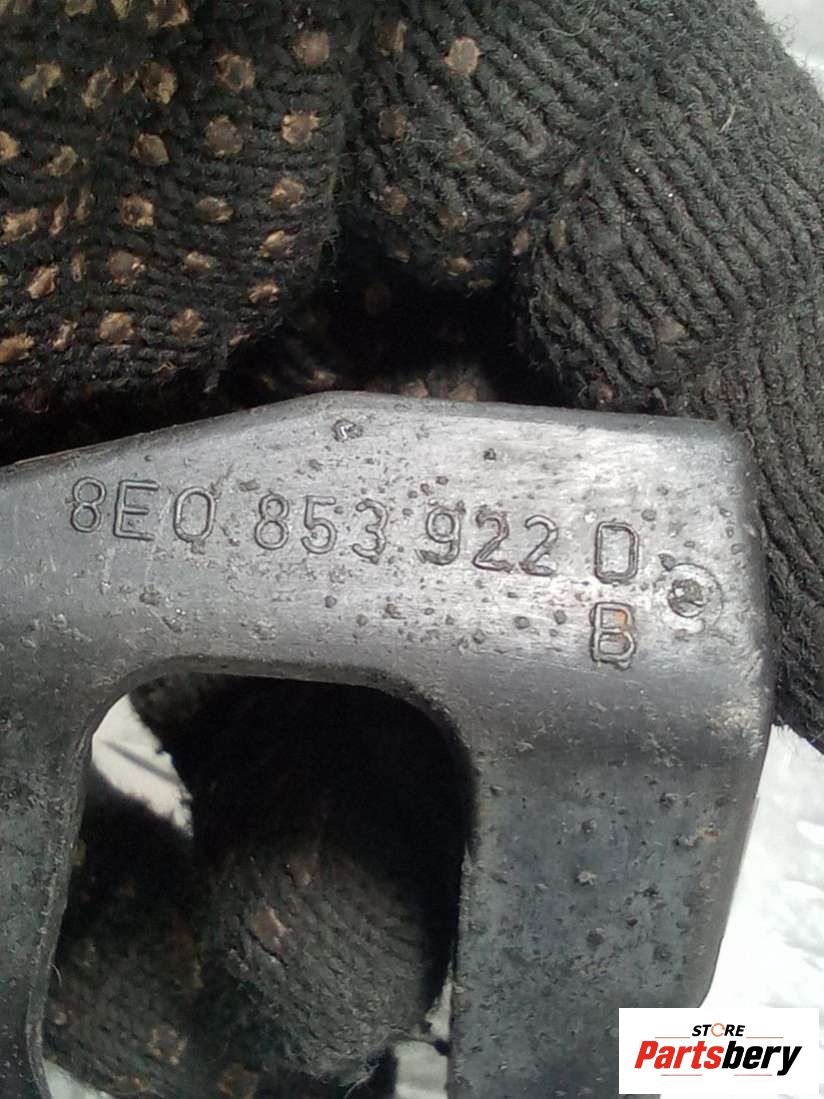 8E0 853 922 D
B
STORE
Partsbery